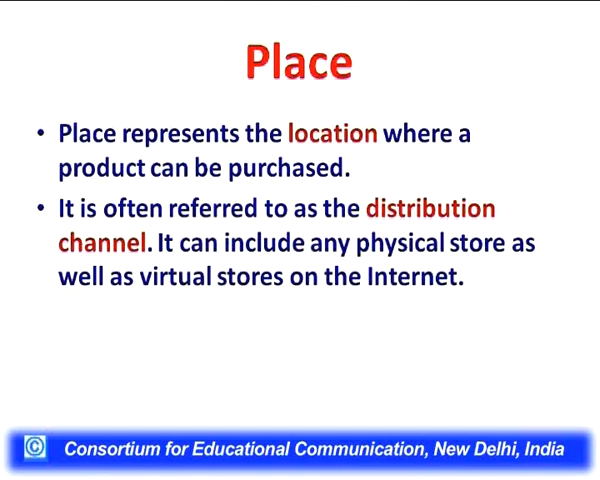 Place
• Place represents the location where a
product can be purchased.
• It is often referred to as the distribution
channel. It can include any physical store as
well as virtual stores on the Internet.
© Consortium for Educational Communication, New Delhi, India